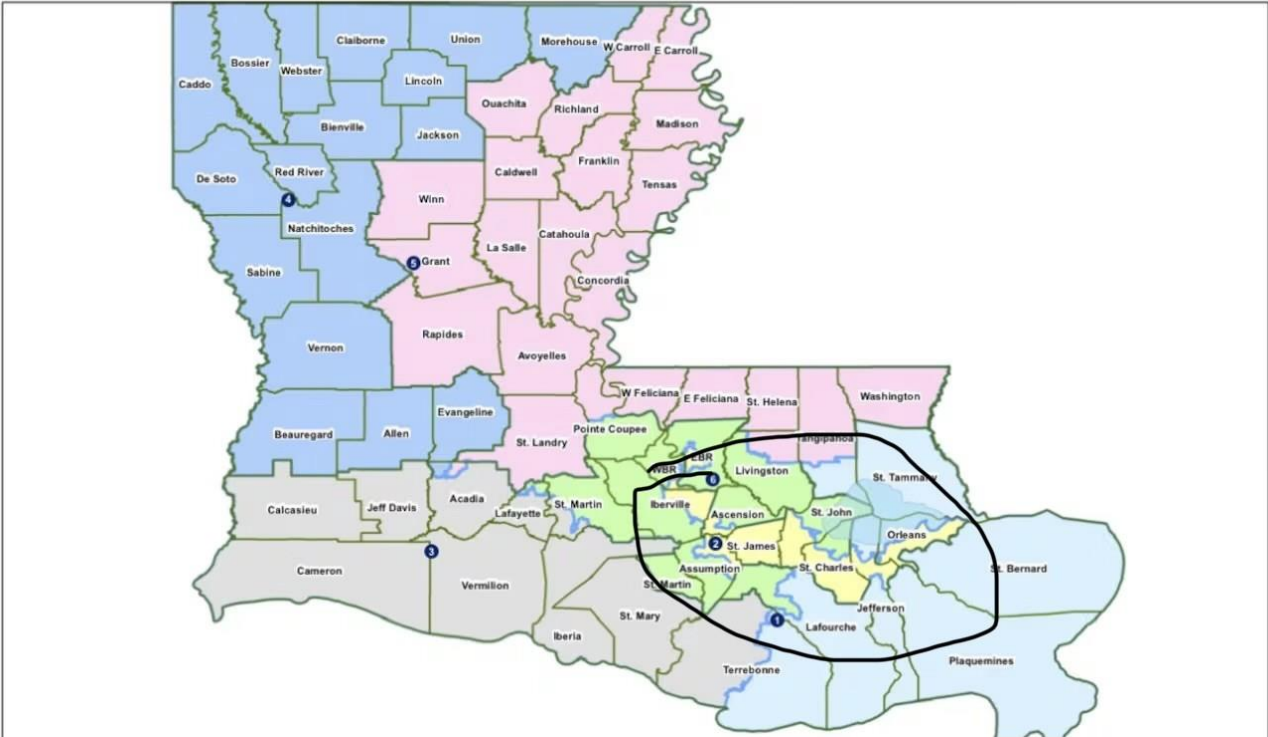 Claiborne
Union
Morehouse
W Carroll
E Carroll
Bossier
Webster
Caddo
Lincoln
Ouachita
Richland
Madison
Bienville
Jackson
Franklin
De Soto
Red River
Caldwell
Tensas
Winn
4
Natchitoches
La Salle
Catahoula
5
Grant
Sabine
Concordia
Rapides
Vernon
Avoyelles
W Feliciana
E Feliciana
St. Helena
Washington
Evangeline
Beauregard
Allen
St. Landry
Pointe Coupee
Tangipahoa
EBR
WBR
Livingston
St. Tammany
6
Acadia
Calcasieu
Jeff Davis
Lafayette
St. Martin
Iberville
Ascension
St. John
Orleans
2
St. James
3
Cameron
Vermilion
Assumption
St. Charles
St. Bernard
St. Martin
Jefferson
St. Mary
1
Lafourche
Iberia
Terrebonne
Plaquemines